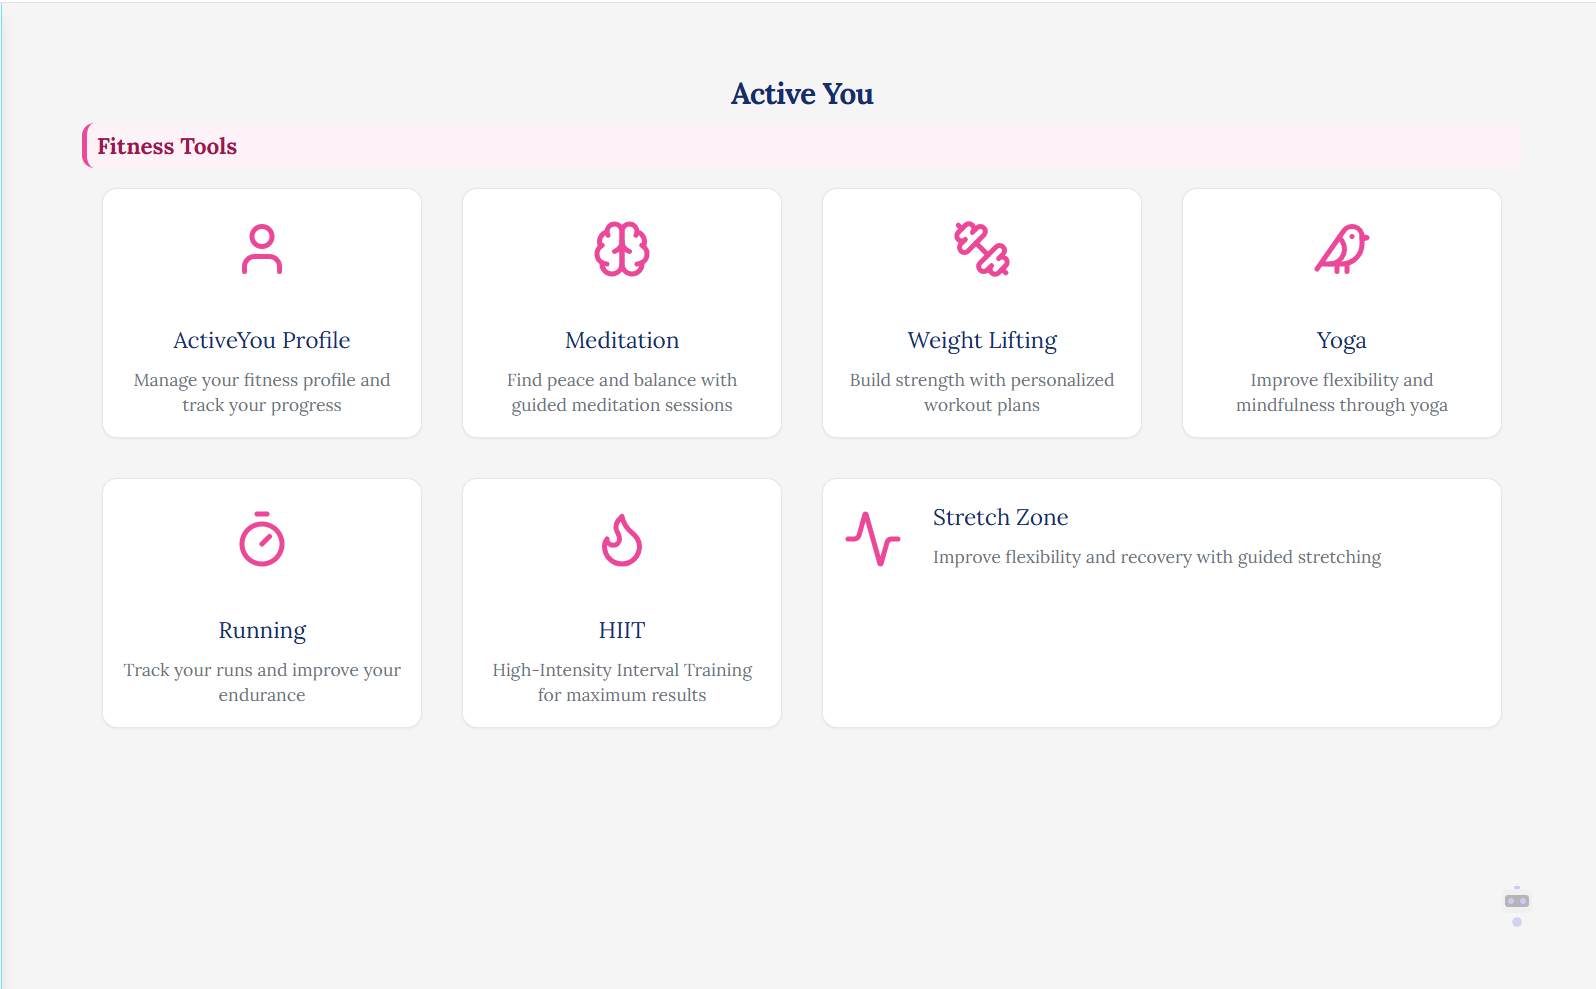 Active You
Fitness Tools
ActiveYou Profile
Manage your fitness profile and
track your progress
Meditation
Find peace and balance with
guided meditation sessions
Weight Lifting
Build strength with personalized
workout plans
Yoga
Improve flexibility and
mindfulness through yoga
Running
Track your runs and improve your
endurance
HIIT
High-Intensity Interval Training
for maximum results
Stretch Zone
Improve flexibility and recovery with guided stretching